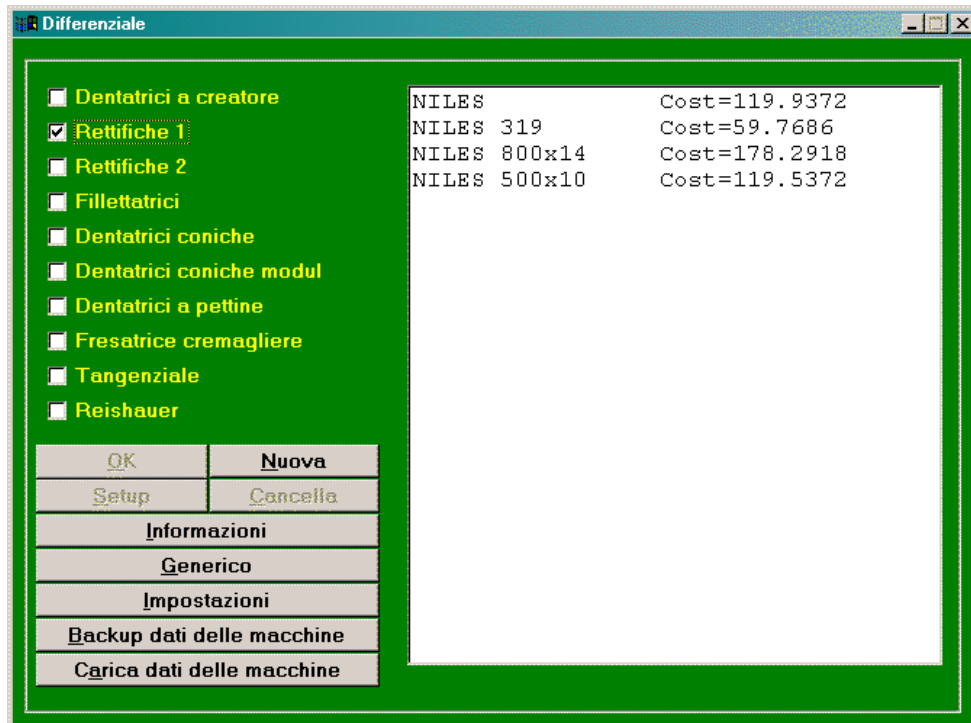 Differenziale
Dentatrici a creatore
Rettifiche 1
Rettifiche 2
Fillettatrici
Dentatrici coniche
Dentatrici coniche modul
Dentatrici a pettine
Fresatrice cremagliere
Tangenziale
Reishauer
OK
Nuova
Setup
Cancella
Informazioni
Generico
Impostazioni
Backup dati delle macchine
Carica dati delle macchine
NILES Cost=119.9372
NILES 319 Cost=59.7686
NILES 800x14 Cost=178.2918
NILES 500x10 Cost=119.5372